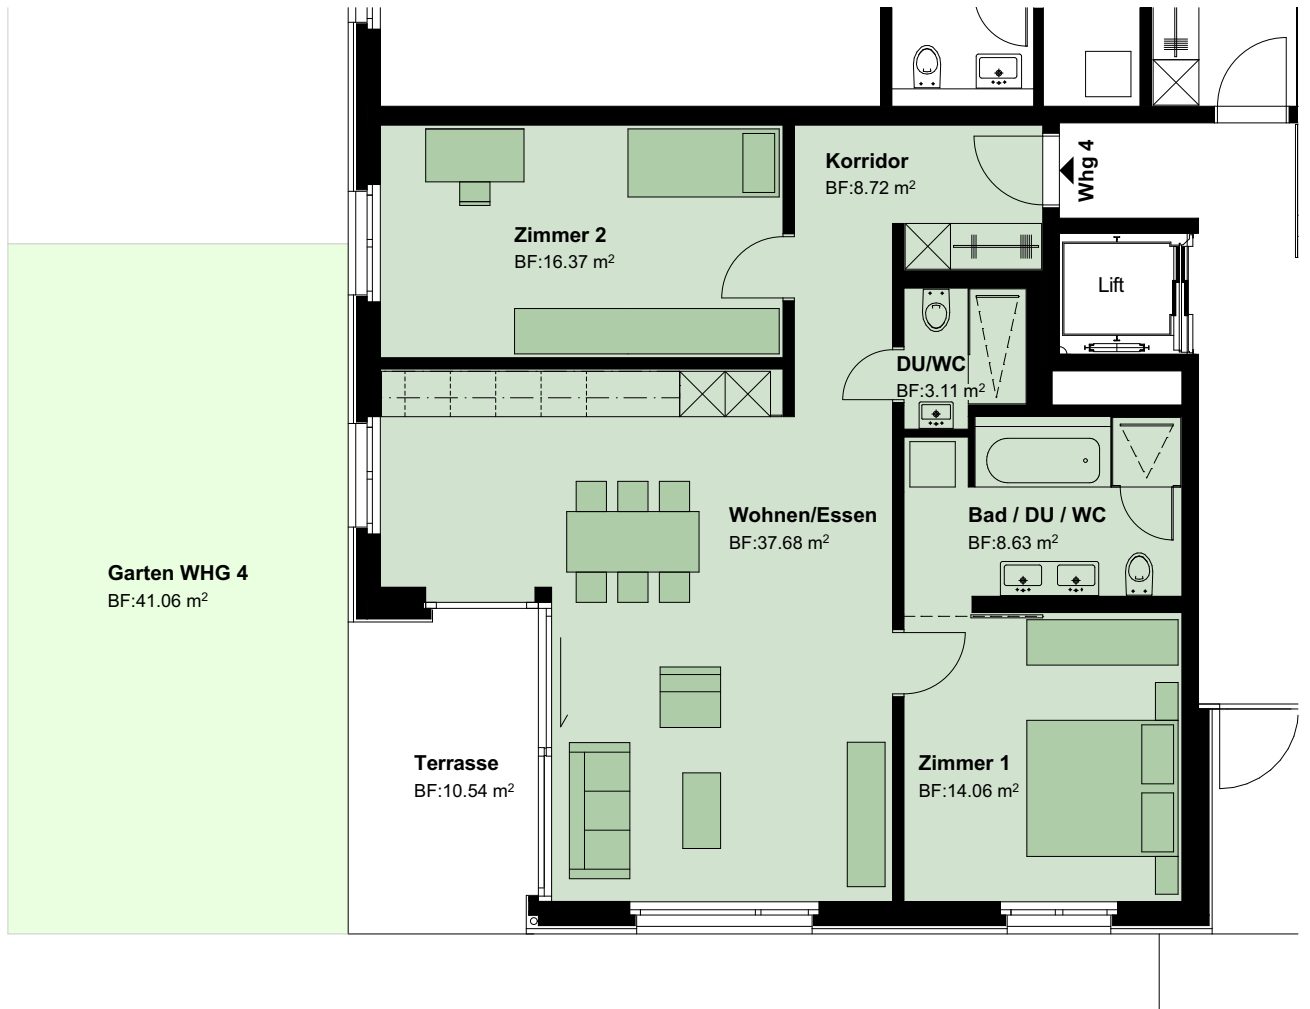 Korridor
BF:8.72 m²
Whg 4
Zimmer 2
BF:16.37 m²
Lift
DU/WC
BF:3.11 m²
Wohnen/Essen
BF:37.68 m²
Bad / DU / WC
BF:8.63 m²
Garten WHG 4
BF:41.06 m²
Terrasse
BF:10.54 m²
Zimmer 1
BF:14.06 m²